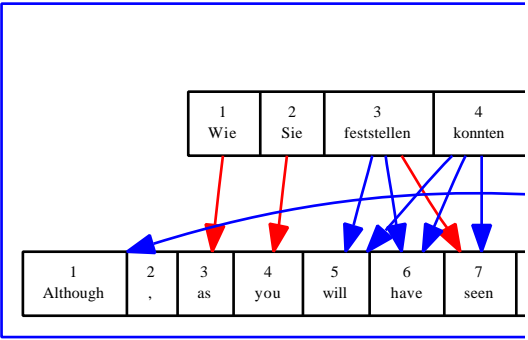 1 2 3 4
Wie Sie feststellen konnten
1 2 3 4 5 6 7
Although , as you will have seen